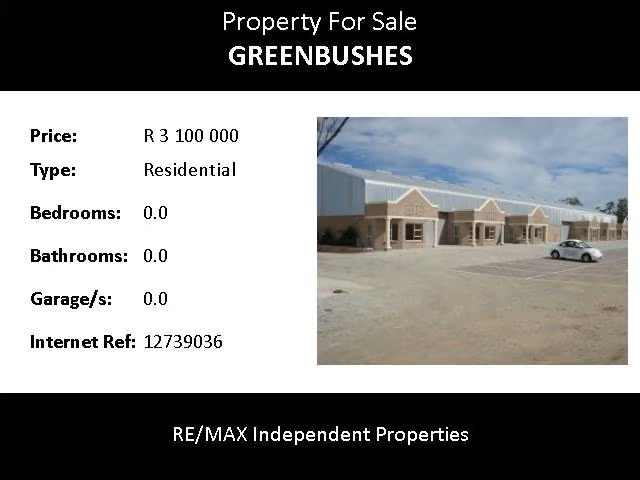 Property For Sale
GREENBUSHES
Price: R 3 100 000
Type: Residential
Bedrooms: 0.0
Bathrooms: 0.0
Garage/s: 0.0
Internet Ref: 12739036
RE/MAX Independent Properties